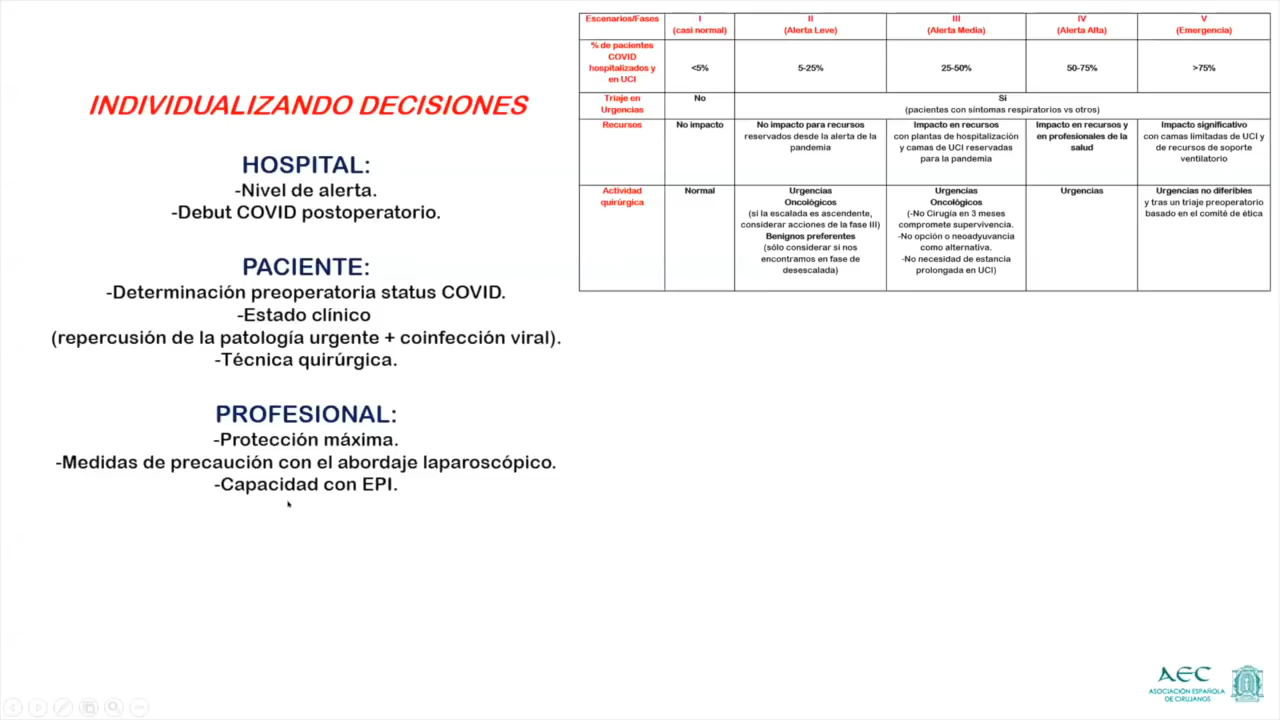 INDIVIDUALIZANDO DECISIONES
HOSPITAL:
-Nivel de alerta.
-Debut COVID postoperatorio.
PACIENTE:
-Determinación preoperatoria status COVID.
-Estado clínico
(repercusión de la patología urgente + coinfección viral).
-Técnica quirúrgica.
PROFESIONAL:
-Protección máxima.
-Medidas de precaución con el abordaje laparoscópico.
-Capacidad con EPI.
Escenarios/Fases
I
(casi normal)
II
(Alerta Leve)
III
(Alerta Media)
IV
(Alerta Alta)
V
(Emergencia)
% de pacientes
COVID
hospitalizados y
en UCI
<5%
5-25%
25-50%
50-75%
>75%
Triaje en
Urgencias
No
Si
(pacientes con síntomas respiratorios vs otros)
Recursos
No impacto
No impacto para recursos
reservados desde la alerta de la
pandemia
Impacto en recursos
con plantas de hospitalización
y camas de UCI reservadas
para la pandemia
Impacto en recursos y
en profesionales de la
salud
Impacto significativo
con camas limitadas de UCI y
de recursos de soporte
ventilatorio
Actividad
quirúrgica
Normal
Urgencias
Oncológicos
(si la escalada es ascendente,
considerar acciones de la fase III)
Benignos preferentes
(sólo considerar si nos
encontramos en fase de
desescalada)
Urgencias
Oncológicos
(-No Cirugía en 3 meses
compromete supervivencia.
-No opción o neoadyuvancia
como alternativa.
-No necesidad de estancia
prolongada en UCI)
Urgencias
Urgencias no diferibles
y tras un triaje preoperatorio
basado en el comité de ética
AEC
ASOCIACIÓN ESPAÑOLA
DE CIRUJANOS